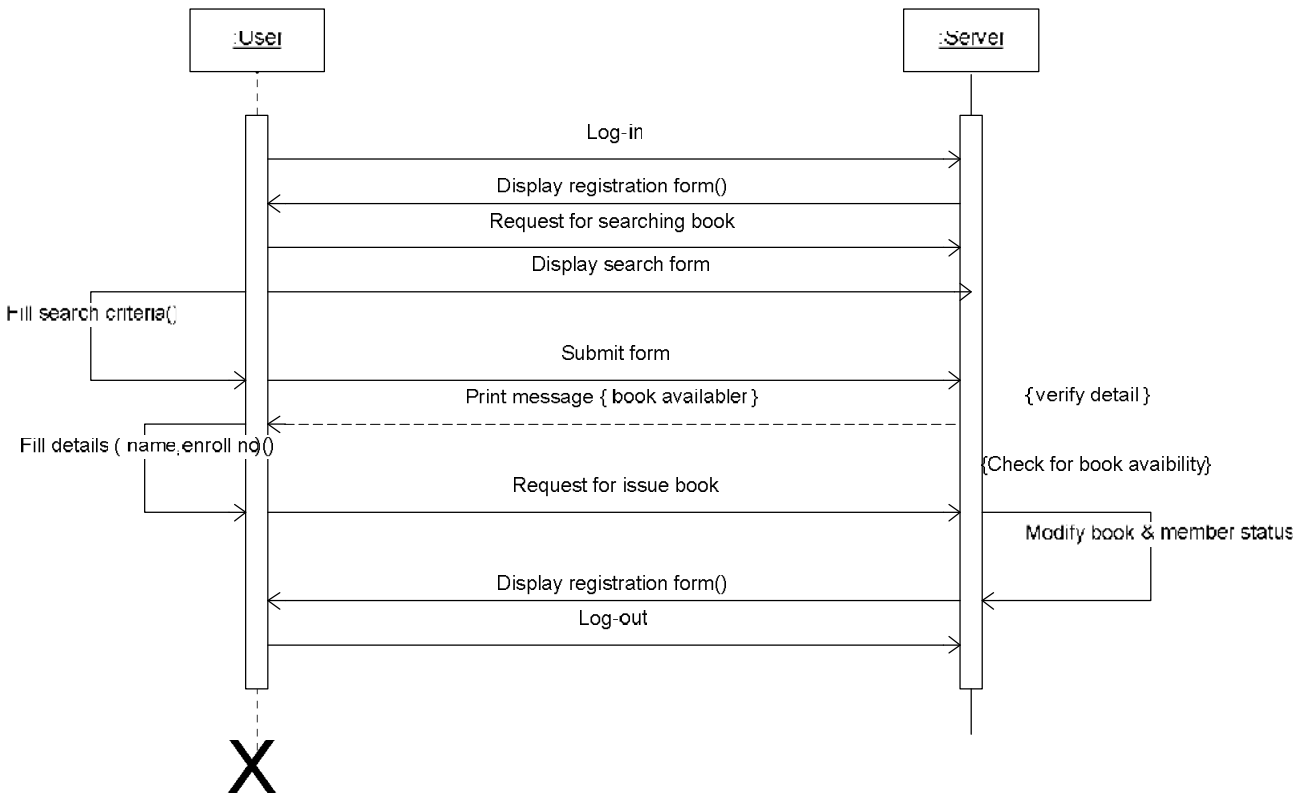 :User
:Server
Log-in
Display registration form()
Request for searching book
Display search form
Fill search criteria()
Submit form
Print message { book availabler }
{verify detail}
Fill details ( name,enroll no)()
{Check for book avaibility}
Request for issue book
Modify book & member status
Display registration form()
Log-out
X